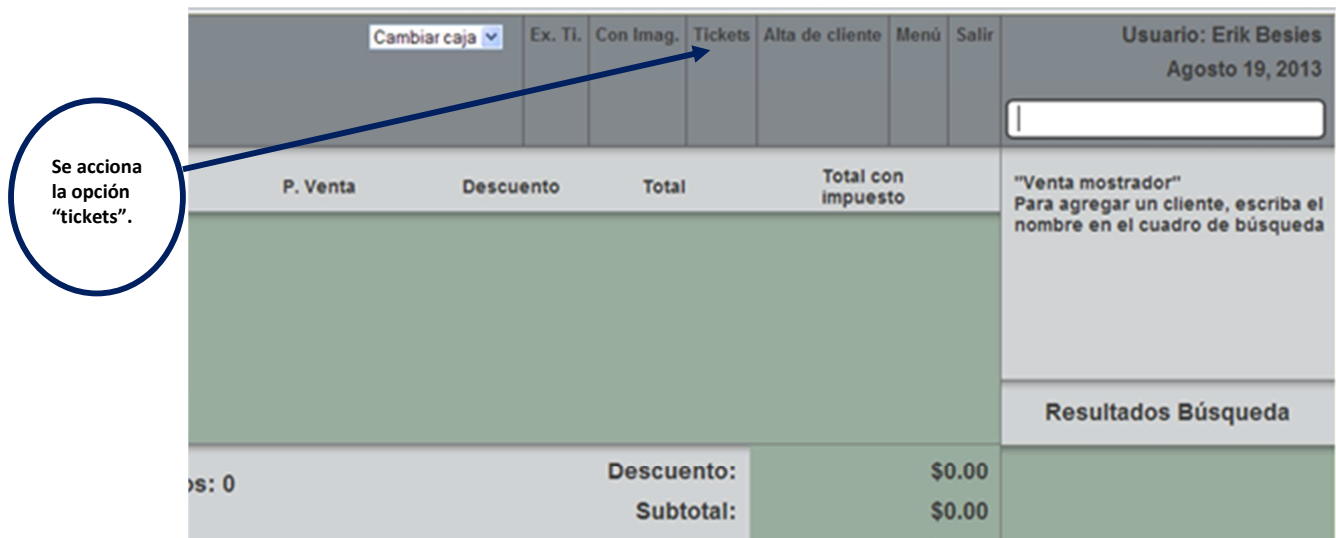 Cambiar caja
Ex. Ti.
Con Imag.
Tickets
Alta de cliente
Menú
Salir
Usuario: Erik Besies
Agosto 19, 2013
Se acciona
la opción
“tickets”.
P. Venta
Descuento
Total
Total con
impuesto
"Venta mostrador"
Para agregar un cliente, escriba el
nombre en el cuadro de búsqueda
Resultados Búsqueda
os: 0
Descuento:
$0.00
Subtotal:
$0.00